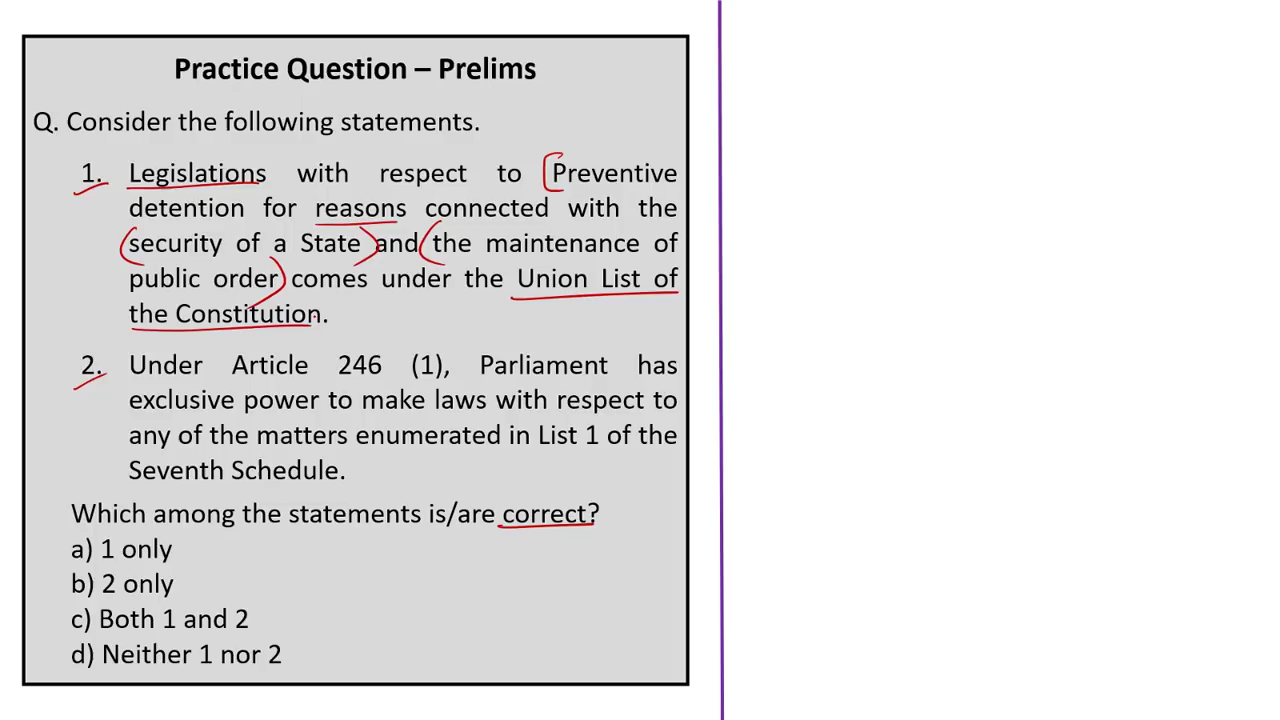 Practice Question – Prelims
Q. Consider the following statements.
1. Legislations with respect to Preventive
detention for reasons connected with the
security of a State and the maintenance of
public order comes under the Union List of
the Constitution.
2. Under Article 246 (1), Parliament has
exclusive power to make laws with respect to
any of the matters enumerated in List 1 of the
Seventh Schedule.
Which among the statements is/are correct?
a) 1 only
b) 2 only
c) Both 1 and 2
d) Neither 1 nor 2